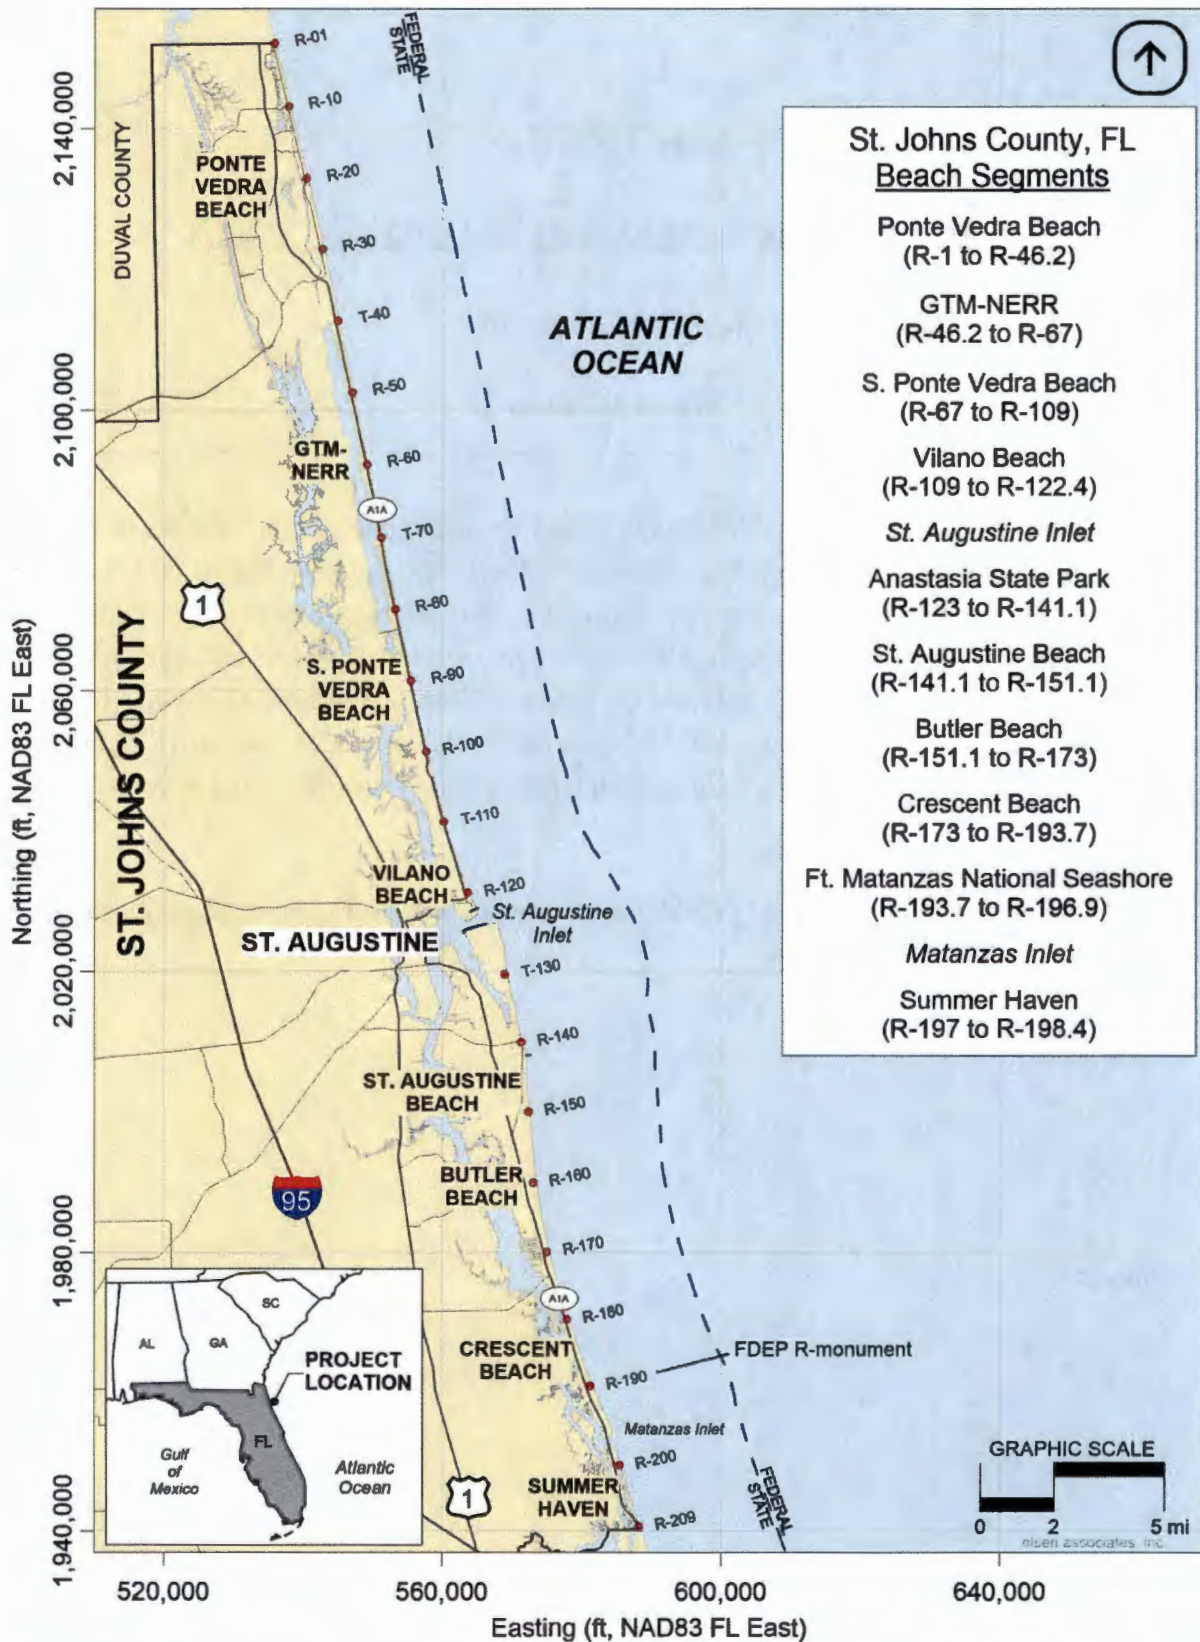 FEDERAL
STATE
R-01
R-10
R-20
R-30
T-40
R-50
R-60
A1A
T-70
R-80
R-90
R-100
T-110
R-120
T-130
R-140
R-150
R-160
R-170
A1A
R-180
R-190
R-200
R-209
DUVAL COUNTY
PONTE
VEDRA
BEACH
ATLANTIC
OCEAN
GTM-
NERR
1
ST. JOHNS COUNTY
S. PONTE
VEDRA
BEACH
VILANO
BEACH
St. Augustine
Inlet
ST. AUGUSTINE
ST. AUGUSTINE
BEACH
BUTLER
BEACH
95
CRESCENT
BEACH
FDEP R-monument
Matanzas Inlet
SUMMER
HAVEN
1
FEDERAL
STATE
St. Johns County, FL
Beach Segments
Ponte Vedra Beach
(R-1 to R-46.2)
GTM-NERR
(R-46.2 to R-67)
S. Ponte Vedra Beach
(R-67 to R-109)
Vilano Beach
(R-109 to R-122.4)
St. Augustine Inlet
Anastasia State Park
(R-123 to R-141.1)
St. Augustine Beach
(R-141.1 to R-151.1)
Butler Beach
(R-151.1 to R-173)
Crescent Beach
(R-173 to R-193.7)
Ft. Matanzas National Seashore
(R-193.7 to R-196.9)
Matanzas Inlet
Summer Haven
(R-197 to R-198.4)
SC
AL
GA
PROJECT
LOCATION
FL
Gulf
of
Mexico
Atlantic
Ocean
GRAPHIC SCALE
0 2 5 mi
olsen associates, inc.
Northing (ft, NAD83 FL East)
2,140,000
2,100,000
2,060,000
2,020,000
1,980,000
1,940,000
520,000 560,000 600,000 640,000
Easting (ft, NAD83 FL East)